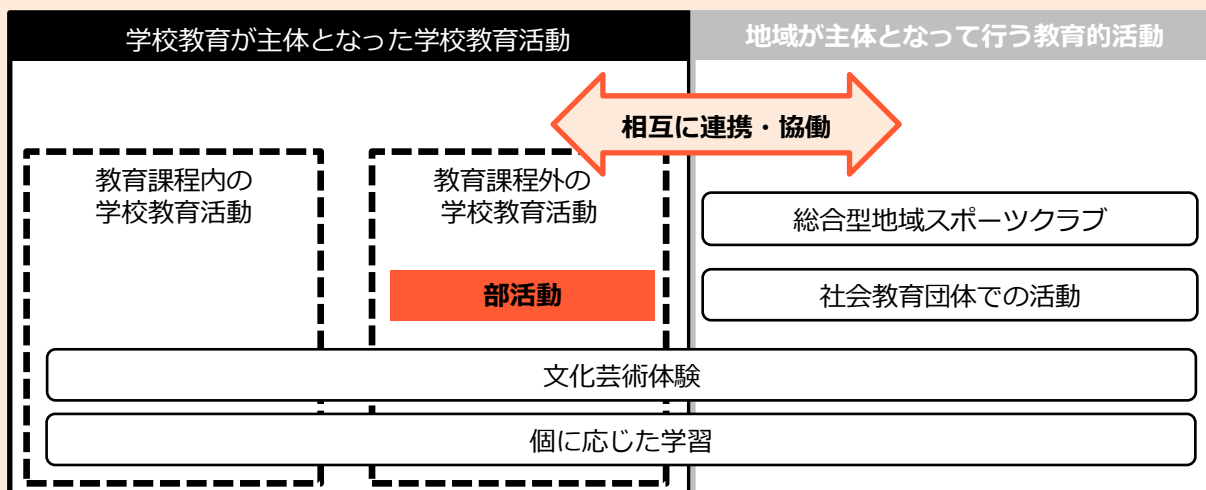 学校教育が主体となった学校教育活動
地域が主体となって行う教育的活動
相互に連携・協働
教育課程内の
学校教育活動
教育課程外の
学校教育活動
部活動
総合型地域スポーツクラブ
社会教育団体での活動
文化芸術体験
個に応じた学習